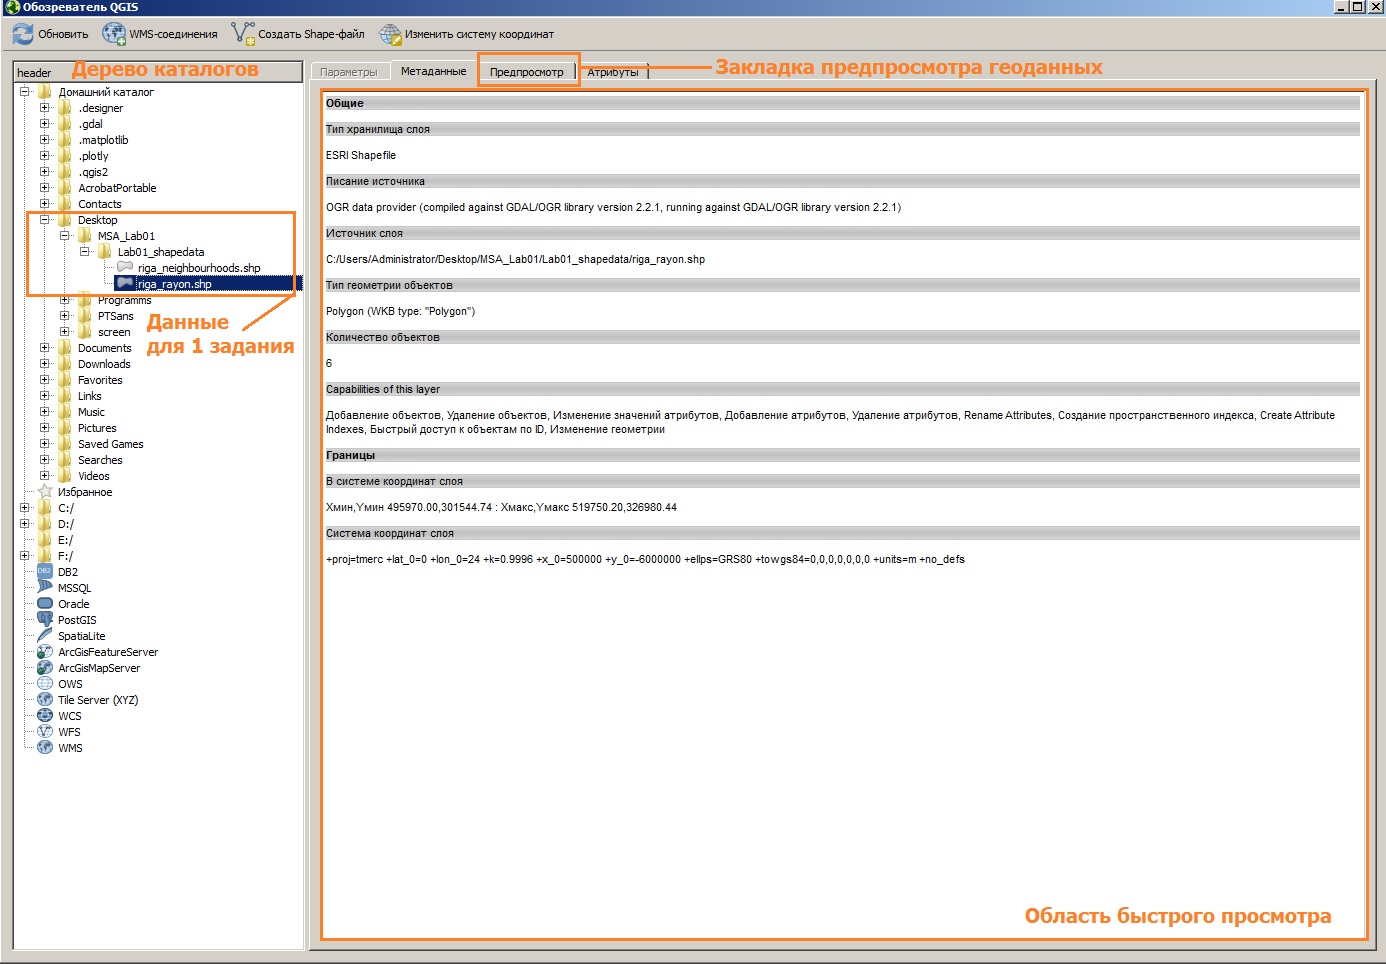 Обозреватель QGIS
Обновить WMS-соединения Создать Shape-файл Изменить систему координат
header Дерево каталогов
Параметры Метаданные Предпросмотр Атрибуты
Закладка предпросмотра геоданных
Домашний каталог
.designer
.gdal
.matplotlib
.plotly
.qgis2
AcrobatPortable
Contacts
Desktop
MSA_Lab01
Lab01_shapedata
riga_neighbourhoods.shp
riga_rayon.shp
Programms
PTSans
screen
Данные
для 1 задания
Documents
Downloads
Favorites
Links
Music
Pictures
Saved Games
Searches
Videos
Избранное
C:/
D:/
E:/
F:/
DB2
DB2
MSSQL
Oracle
PostGIS
SpatiaLite
ArcGisFeatureServer
ArcGisMapServer
OWS
Tile Server (XYZ)
WCS
WFS
WMS
Общие
Тип хранилища слоя
ESRI Shapefile
Писание источника
OGR data provider (compiled against GDAL/OGR library version 2.2.1, running against GDAL/OGR library version 2.2.1)
Источник слоя
C:/Users/Administrator/Desktop/MSA_Lab01/Lab01_shapedata/riga_rayon.shp
Тип геометрии объектов
Polygon (WKB type: "Polygon")
Количество объектов
6
Capabilities of this layer
Добавление объектов, Удаление объектов, Изменение значений атрибутов, Добавление атрибутов, Удаление атрибутов, Rename Attributes, Создание пространственного индекса, Create Attribute
Indexes, Быстрый доступ к объектам по ID, Изменение геометрии
Границы
В системе координат слоя
Xмин,Yмин 495970.00,301544.74 : Xмакс,Yмакс 519750.20,326980.44
Система координат слоя
+proj=tmerc +lat_0=0 +lon_0=24 +k=0.9996 +x_0=500000 +y_0=-6000000 +ellps=GRS80 +towgs84=0,0,0,0,0,0,0 +units=m +no_defs
Область быстрого просмотра